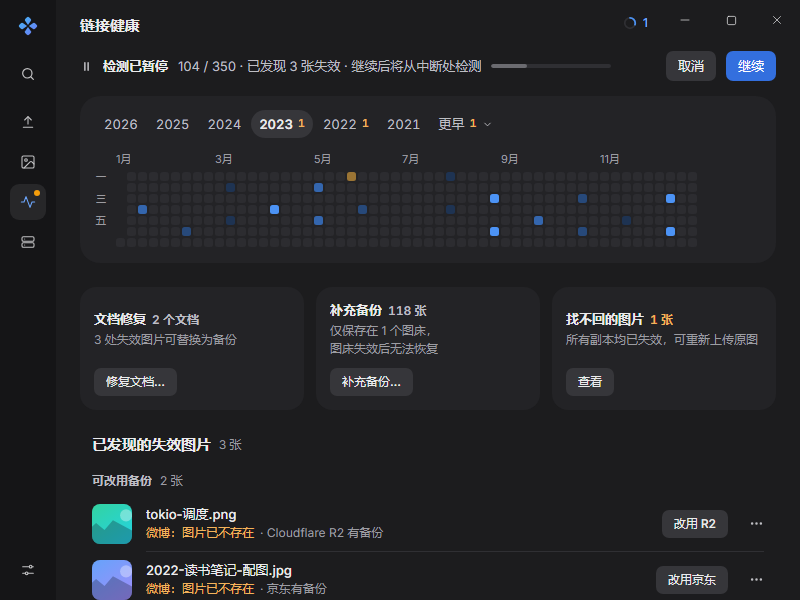 链接健康
1
检测已暂停 104 / 350 · 已发现 3 张失效 · 继续后将从中断处检测
取消
继续
2026 2025 2024 2023 1 2022 1 2021 更早 1
1月 3月 5月 7月 9月 11月
一
三
五
文档修复 2 个文档
3 处失效图片可替换为备份
修复文档...
补充备份 118 张
仅保存在 1 个图床，
图床失效后无法恢复
补充备份...
找不回的图片 1 张
所有副本均已失效，可重新上传原图
查看
已发现的失效图片 3 张
可改用备份 2 张
tokio-调度.png
微博：图片已不存在 · Cloudflare R2 有备份
改用 R2
2022-读书笔记-配图.jpg
微博：图片已不存在 · 京东有备份
改用京东